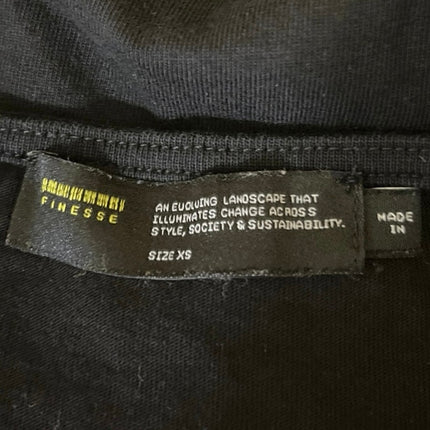 FINESSE
AN EVOLVING LANDSCAPE THAT
ILLUMINATES CHANGE ACROSS
STYLE, SOCIETY & SUSTAINABILITY.
SIZE XS
MADE
IN